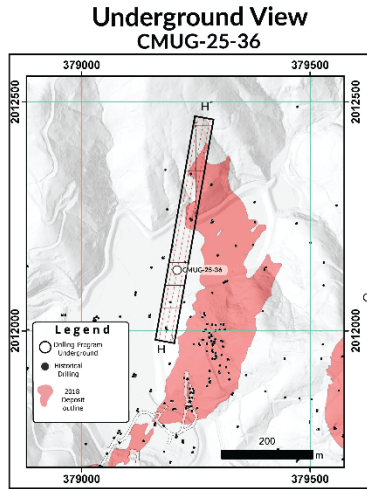 Underground View
CMUG-25-36
379000
379500
2012500
2012500
H´
CMUG-25-36
2012000
2012000
Legend
Drilling Program
Underground
Historical
Drilling
2018
Deposit
outline
H
200
m
379000
379500